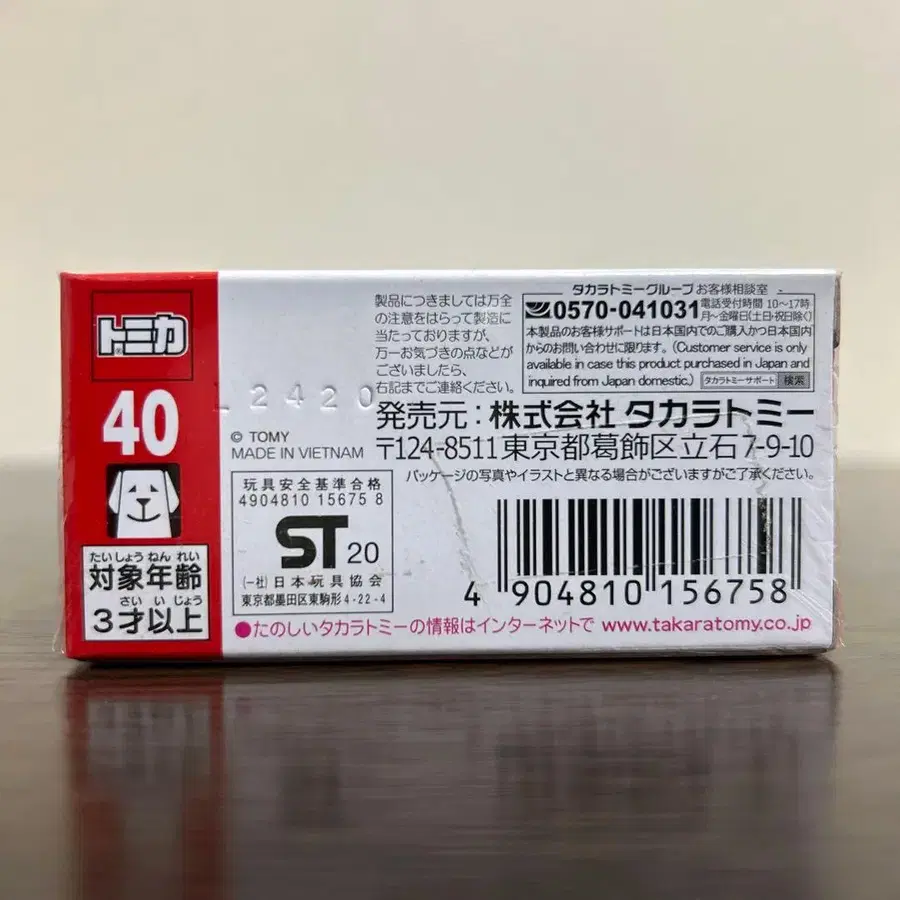 トミカ
®
40
たいしょう ねん れい
対象年齢
さい い じょう
3才以上
L2420
© TOMY
MADE IN VIETNAM
玩具安全基準合格
4904810 15675 8
ST 20
(一社)日本玩具協会
東京都墨田区東駒形4-22-4
製品につきましては万全
の注意をはらって製造に
当たっておりますが、
万一お気づきの点などが
ございましたら、
右記までご連絡ください。
タカラトミーグループ お客様相談室
0570-041031 電話受付時間 10〜17時
月〜金曜日(土日・祝日除く)
本製品のお客様サポートは日本国内でのご購入かつ日本国内
からのお問い合わせに限ります。(Customer service is only
available in case this product purchased in Japan and
inquired from Japan domestic.) タカラトミーサポート 検索
発売元:株式会社 タカラトミー
〒124-8511東京都葛飾区立石7-9-10
パッケージの写真やイラストと異なる場合がございますがご了承ください。
4 904810 156758
●たのしいタカラトミーの情報はインターネットで www.takaratomy.co.jp